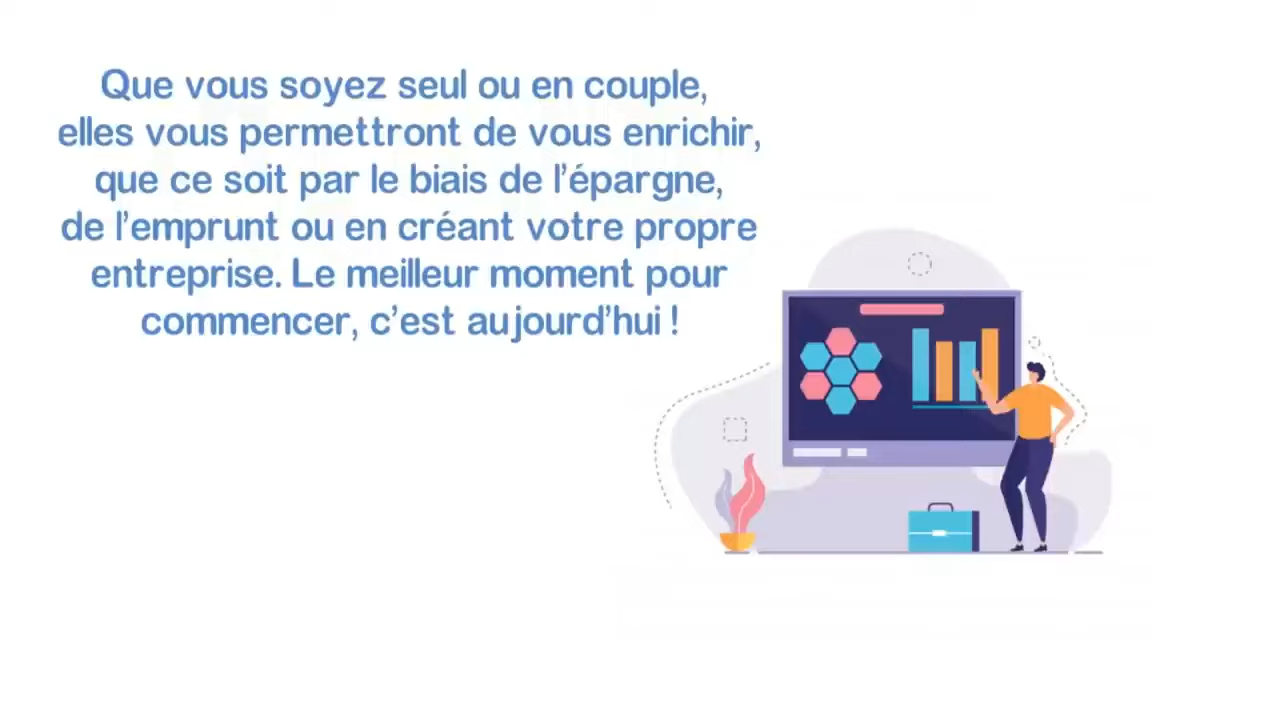 Que vous soyez seul ou en couple,
elles vous permettront de vous enrichir,
que ce soit par le biais de l’épargne,
de l’emprunt ou en créant votre propre
entreprise. Le meilleur moment pour
commencer, c’est aujourd’hui !